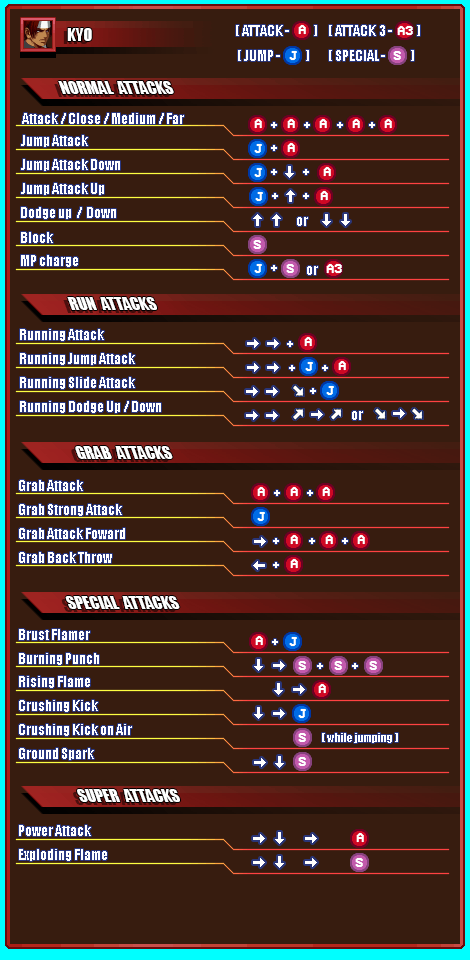 KYO
[ ATTACK - A ] [ ATTACK 3 - A3 ]
[ JUMP - J ] [ SPECIAL - S ]
NORMAL ATTACKS
Attack / Close / Medium / Far A + A + A + A + A
Jump Attack J + A
Jump Attack Down J + ↓ + A
Jump Attack Up J + ↑ + A
Dodge up / Down ↑ ↑ or ↓ ↓
Block S
MP charge J + S or A3
RUN ATTACKS
Running Attack → → + A
Running Jump Attack → → + J + A
Running Slide Attack → → ↘ + J
Running Dodge Up / Down → → ↗ → ↗ or ↘ → ↘
GRAB ATTACKS
Grab Attack A + A + A
Grab Strong Attack J
Grab Attack Foward → + A + A + A
Grab Back Throw ← + A
SPECIAL ATTACKS
Brust Flamer A + J
Burning Punch ↓ → S + S + S
Rising Flame ↓ → A
Crushing Kick ↓ → J
Crushing Kick on Air S [ while jumping ]
Ground Spark → ↓ S
SUPER ATTACKS
Power Attack → ↓ → A
Exploding Flame → ↓ → S